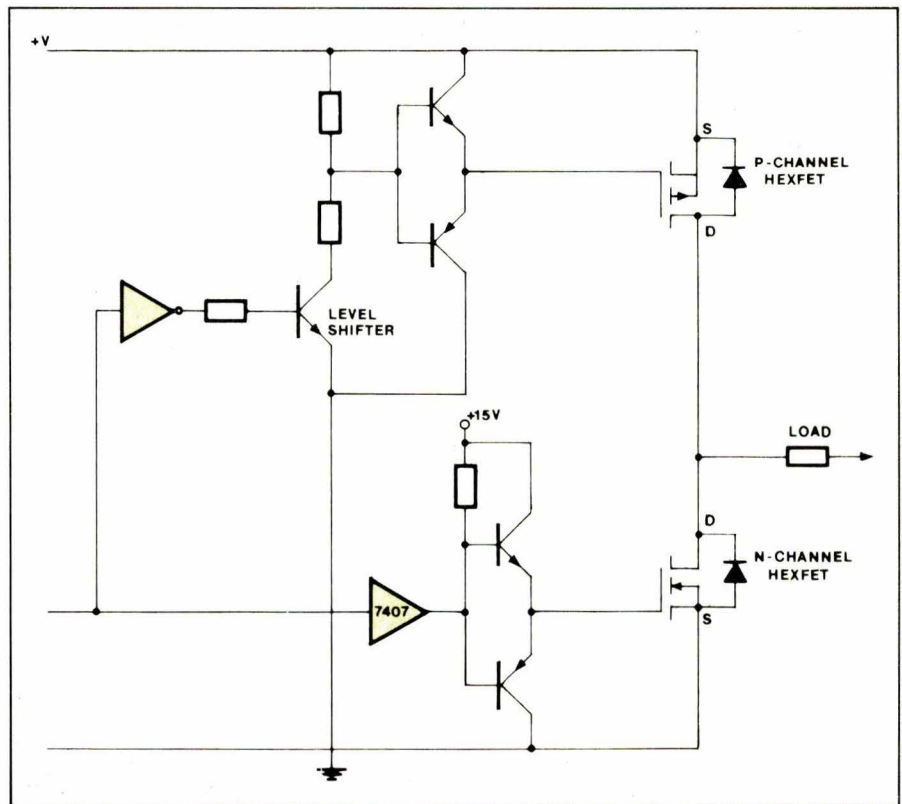 +V
S
P-CHANNEL
HEXFET
D
LEVEL
SHIFTER
+15V
LOAD
D
N-CHANNEL
HEXFET
7407
S